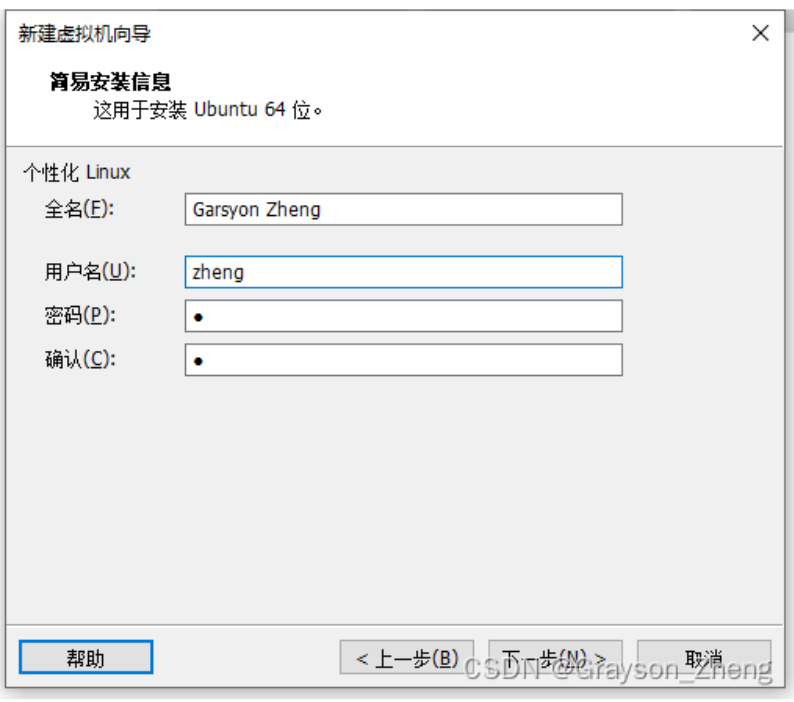 新建虚拟机向导
简易安装信息
这用于安装 Ubuntu 64 位。
个性化 Linux
全名(F): Garsyon Zheng
用户名(U): zheng
密码(P): ●
确认(C): ●
帮助 < 上一步(B) 下一步(N) > 取消
CSDN @Grayson_Zheng